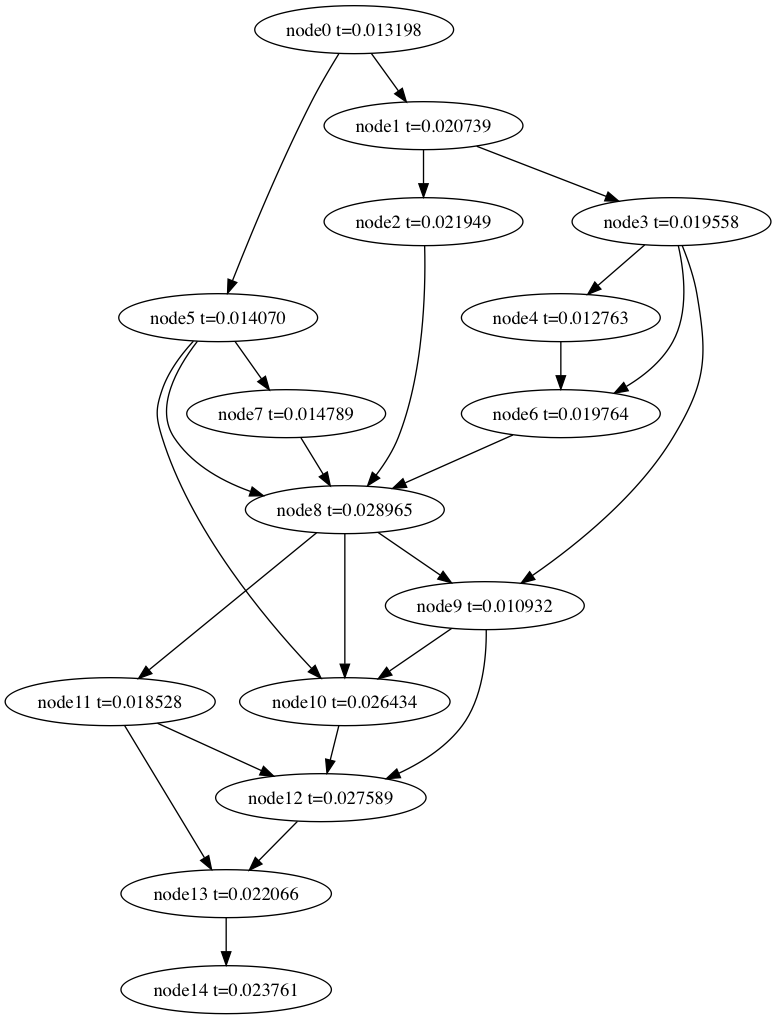 node0 t=0.013198
node1 t=0.020739
node2 t=0.021949
node3 t=0.019558
node5 t=0.014070
node4 t=0.012763
node7 t=0.014789
node6 t=0.019764
node8 t=0.028965
node9 t=0.010932
node11 t=0.018528
node10 t=0.026434
node12 t=0.027589
node13 t=0.022066
node14 t=0.023761